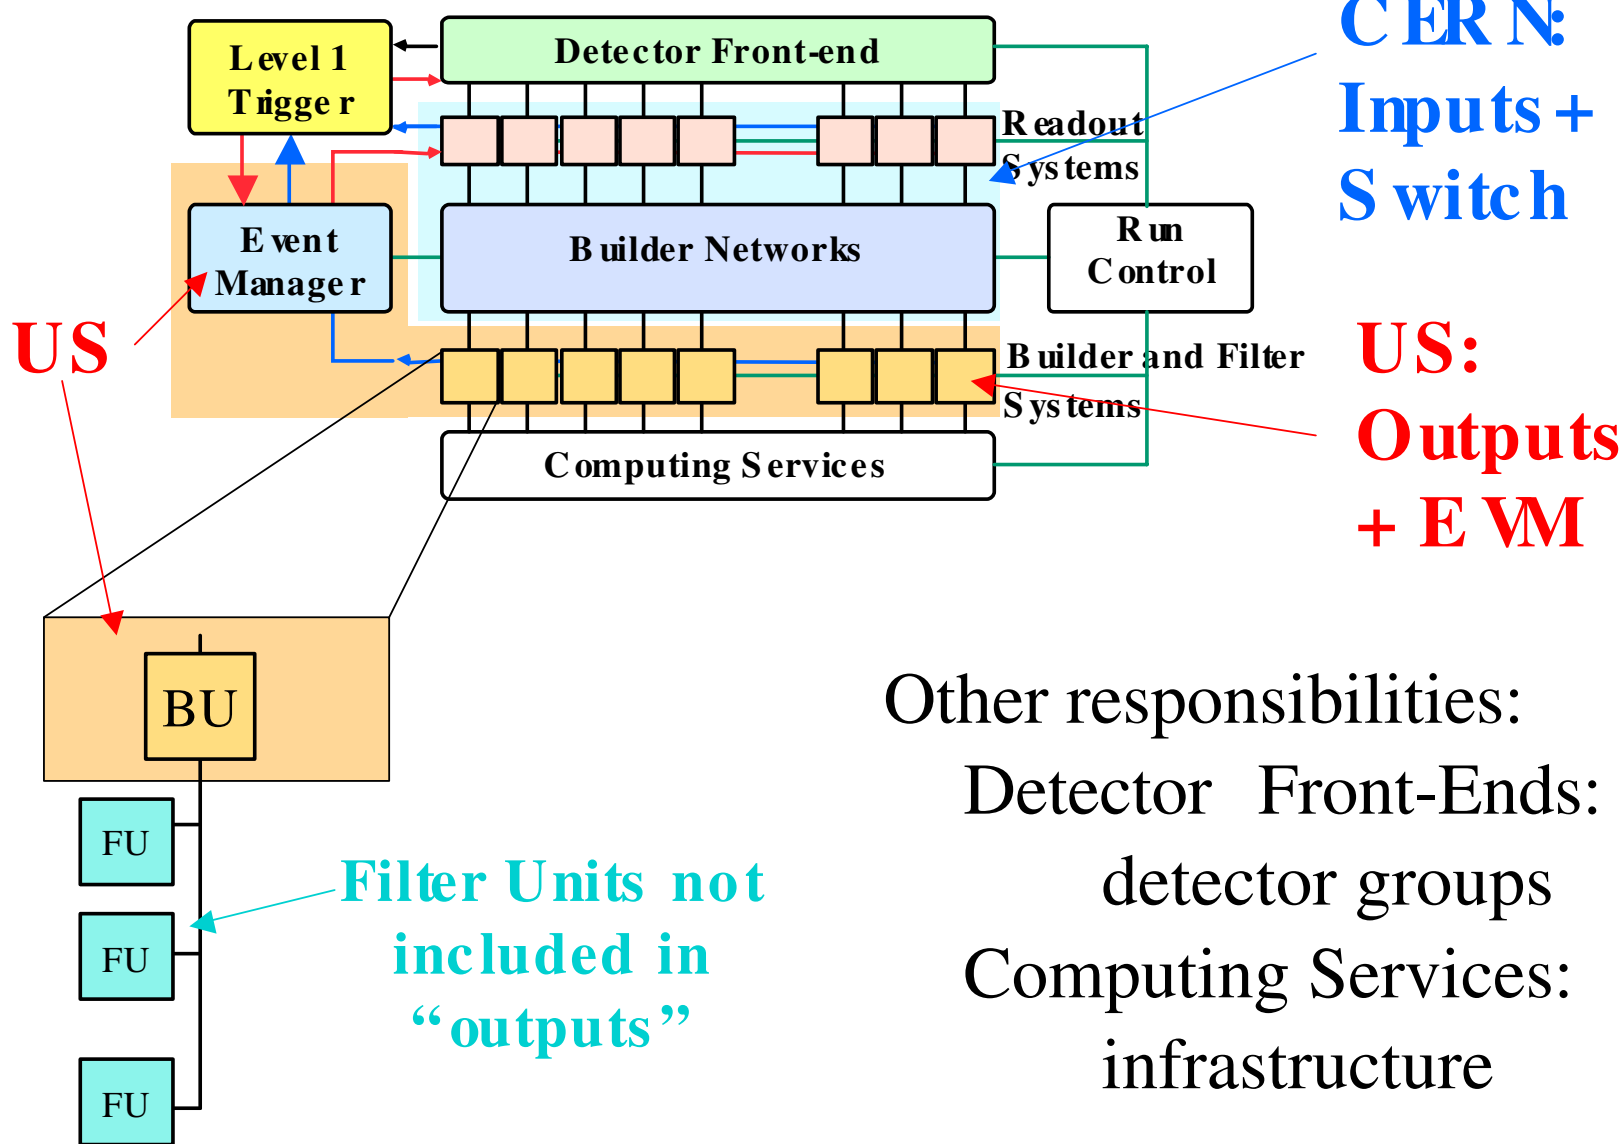 Level 1
Trigger
Detector Front-end
CERN:
Inputs +
Switch
Readout
Systems
Event
Manager
Builder Networks
Run
Control
US
Builder and Filter
Systems
US:
Outputs
+ EVM
Computing Services
BU
FU
FU
FU
Filter Units not
included in
“outputs”
Other responsibilities:
Detector Front-Ends:
detector groups
Computing Services:
infrastructure